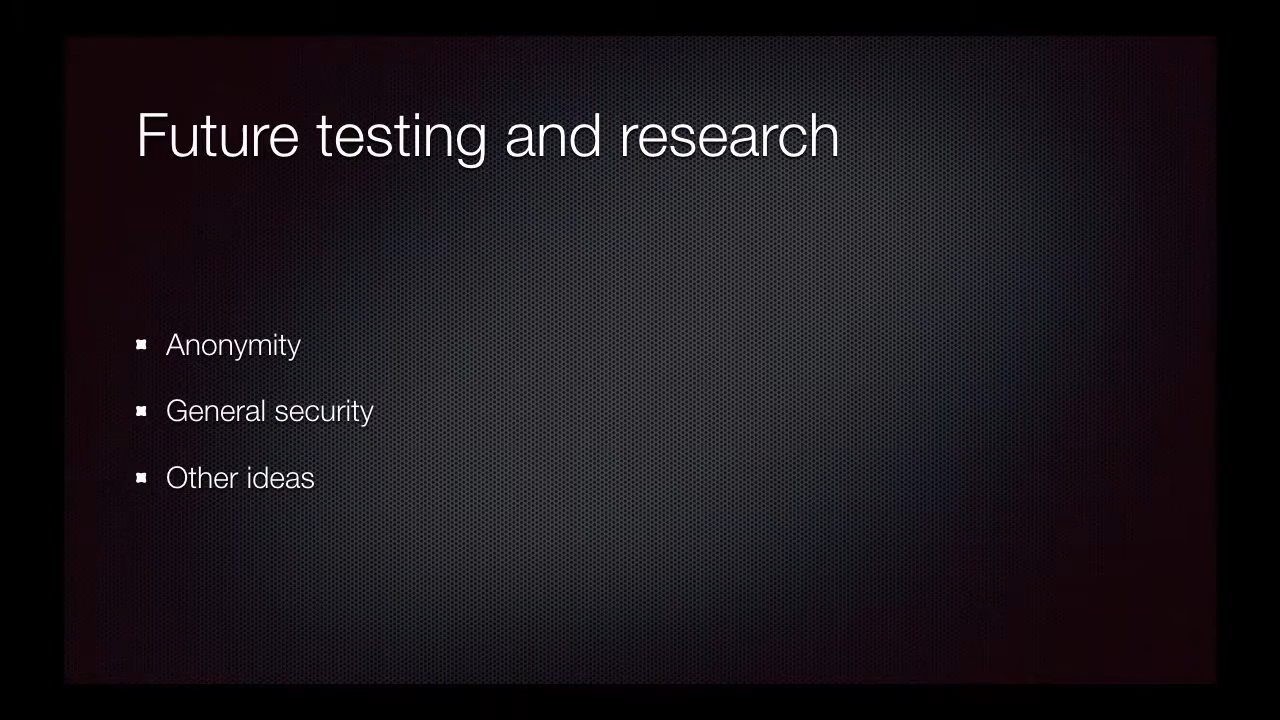 Future testing and research
Anonymity
General security
Other ideas